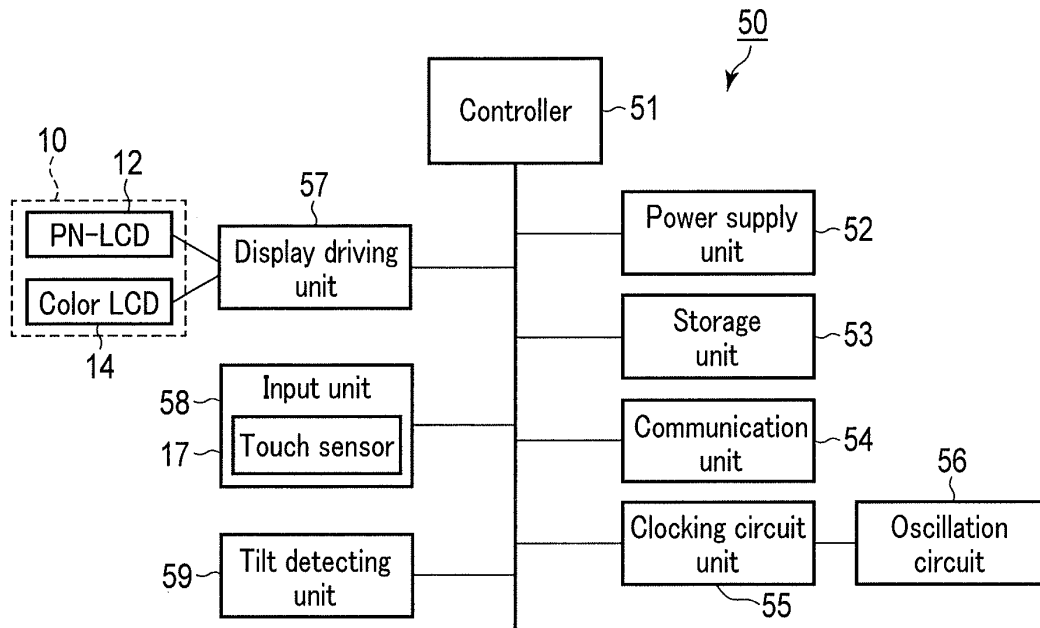 50
Controller
51
10
12
PN-LCD
Color LCD
14
57
Display driving
unit
Power supply
unit
52
Storage
unit
53
58
Input unit
17
Touch sensor
Communication
unit
54
56
Clocking circuit
unit
55
Oscillation
circuit
59
Tilt detecting
unit